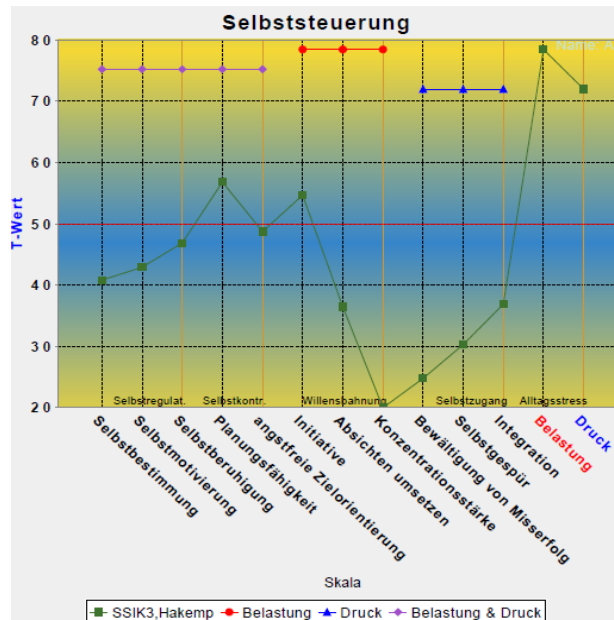 Selbststeuerung
Name: A
80
70
60
50
40
30
20
T-Wert
Selbstregulat. Selbstkontr. Willensbahnung Selbstzugang Alltagsstress
Selbstbestimmung
Selbstmotivierung
Selbstberuhigung
Planungsfähigkeit
angstfreie Zielorientierung
Initiative
Absichten umsetzen
Konzentrationsstärke
Bewältigung von Misserfolg
Selbstgespür
Integration
Belastung
Druck
Skala
SSIK3,Hakemp Belastung Druck Belastung & Druck